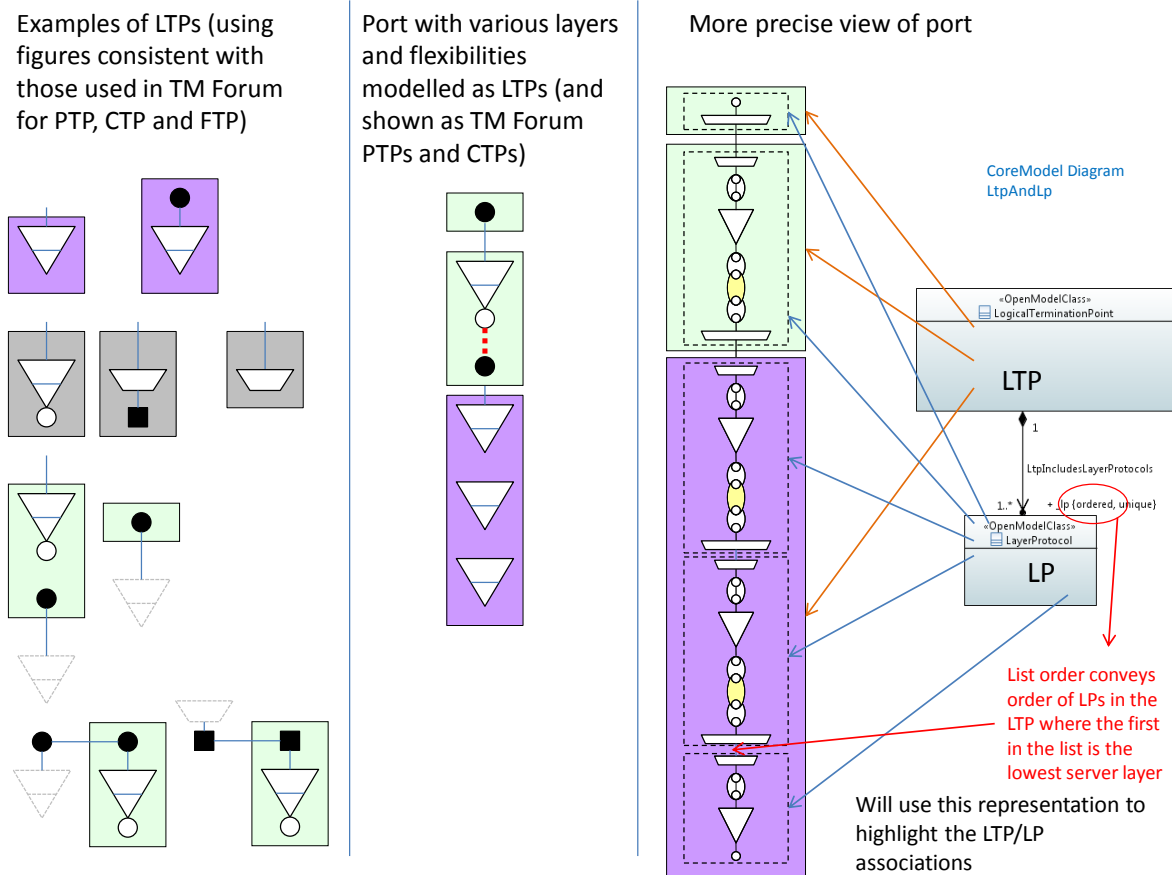 Examples of LTPs (using
figures consistent with
those used in TM Forum
for PTP, CTP and FTP)
Port with various layers
and flexibilities
modelled as LTPs (and
shown as TM Forum
PTPs and CTPs)
More precise view of port
CoreModel Diagram
LtpAndLp
«OpenModelClass»
LogicalTerminationPoint
LTP
1
LtpIncludesLayerProtocols
1..*
+ _lp {ordered, unique}
«OpenModelClass»
LayerProtocol
LP
List order conveys
order of LPs in the
LTP where the first
in the list is the
lowest server layer
Will use this representation to
highlight the LTP/LP
associations